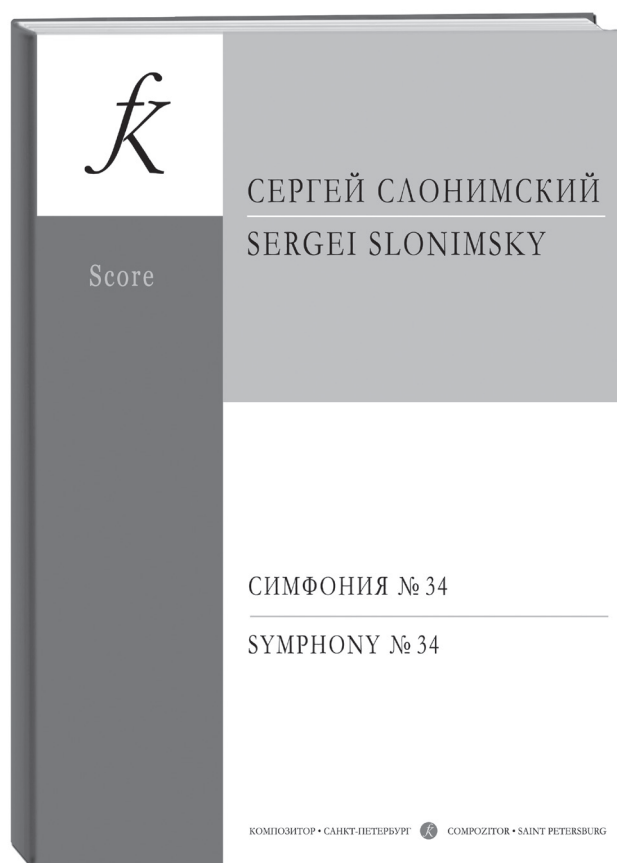 Score
СЕРГЕЙ СЛОНИМСКИЙ
SERGEI SLONIMSKY
СИМФОНИЯ № 34
SYMPHONY № 34
КОМПОЗИТОР • САНКТ-ПЕТЕРБУРГ COMPOZITOR • SAINT PETERSBURG